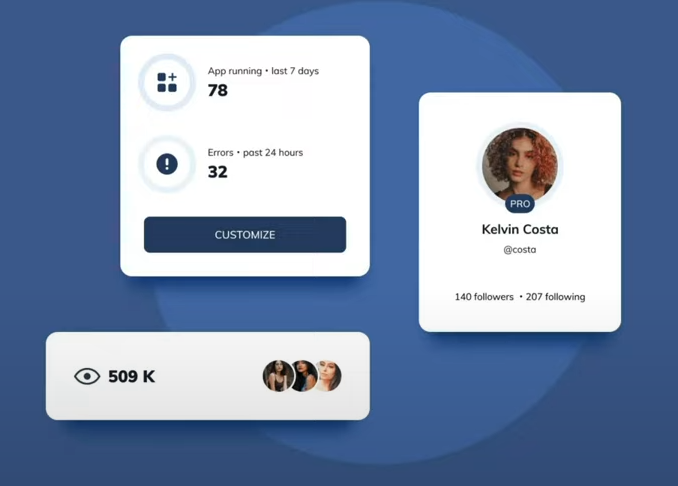 App running • last 7 days
78
Errors • past 24 hours
32
CUSTOMIZE
PRO
Kelvin Costa
@costa
140 followers • 207 following
509 K